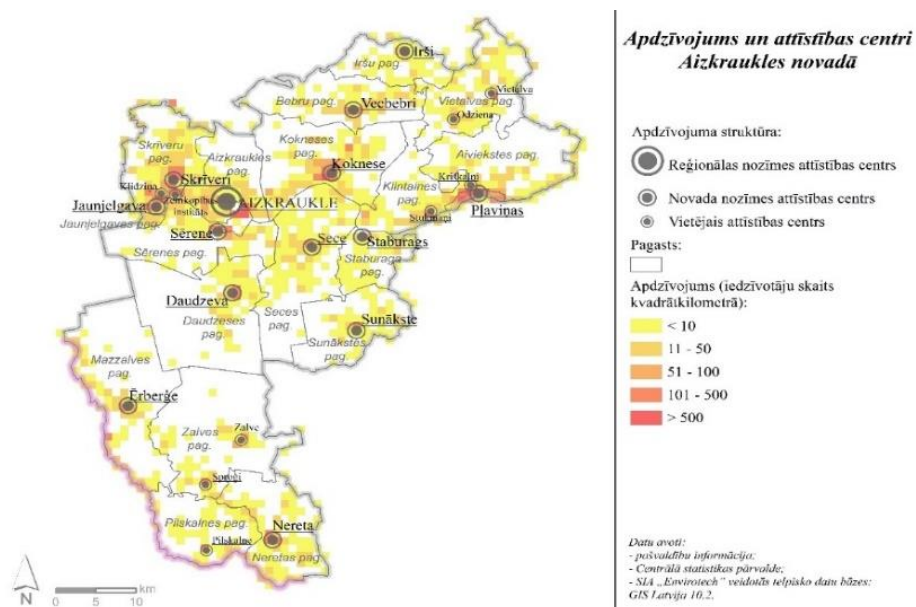 Apdzīvojums un attīstības centri
Aizkraukles novadā
Apdzīvojuma struktūra:
Reģionālas nozīmes attīstības centrs
Novada nozīmes attīstības centrs
Vietējais attīstības centrs
Pagasts:
Apdzīvojums (iedzīvotāju skaits
kvadrātkilometrā):
< 10
11 - 50
51 - 100
101 - 500
> 500
Datu avoti:
- pašvaldību informācija;
- Centrālā statistikas pārvalde;
- SIA „Envirotech" veidotās telpisko datu bāzes:
GIS Latvija 10.2.
Irši
Iršu pag.
Vietalva
Bebru pag.
Vecbebri
Vietalvas pag.
Odziena
Skrīveru
pag.
Aizkraukles
pag.
Kokneses
pag.
Koknese
Aiviekstes pag.
Klintaines
pag.
Krītkalni
Pļaviņas
Stukmaņi
Skrīveri
Klīdziņa
Zemkopības
institūts
AIZKRAUKLE
Jaunjelgava
Jaunjelgavas pag.
Sērene
Sērenes pag.
Sece
Staburags
Staburaga
pag.
Daudzeva
Daudzeses
pag.
Seces
pag.
Sunākste
Sunākstes
pag.
Mazzalves
pag.
Ērberģe
Zalves
pag.
Zalve
Sproģi
Pilskalnes pag.
Pilskalne
Nereta
Neretas pag.
N
0 5 10
km